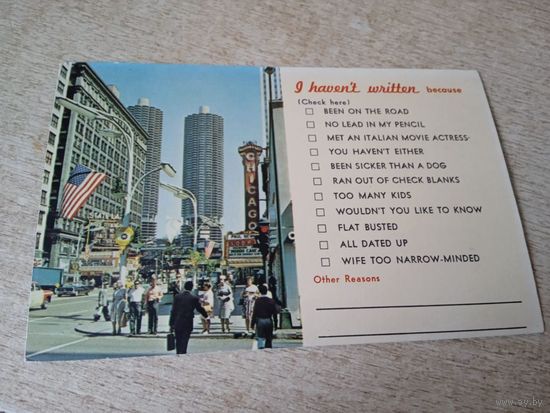 I haven't written because
(Check here)
BEEN ON THE ROAD
NO LEAD IN MY PENCIL
MET AN ITALIAN MOVIE ACTRESS
YOU HAVEN'T EITHER
BEEN SICKER THAN A DOG
RAN OUT OF CHECK BLANKS
TOO MANY KIDS
WOULDN'T YOU LIKE TO KNOW
FLAT BUSTED
ALL DATED UP
WIFE TOO NARROW-MINDED
Other Reasons
CHICAGO
www.ay.by